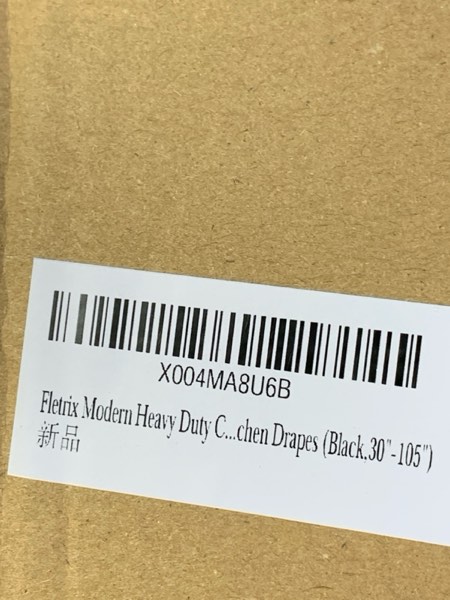 X004MA8U6B
Fletrix Modern Heavy Duty C...chen Drapes (Black,30"-105")
新品